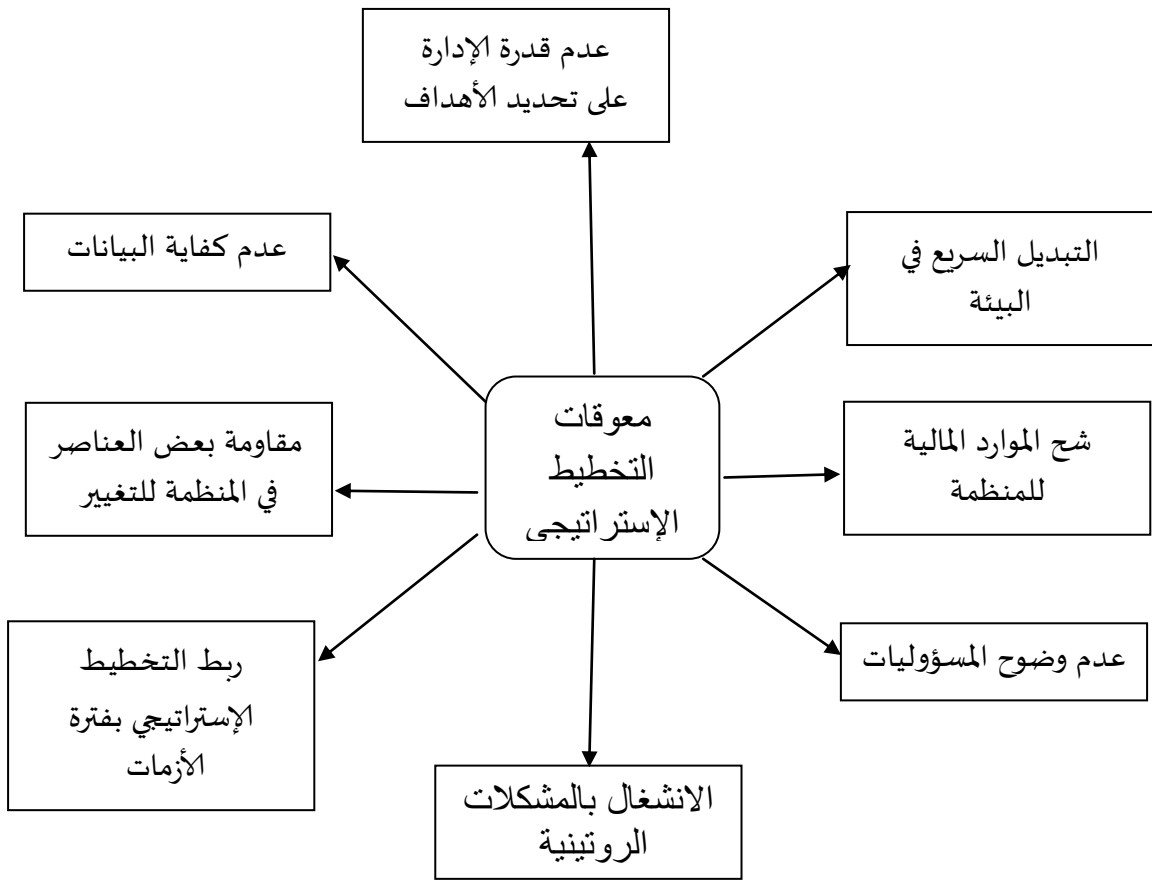 عدم قدرة الإدارة
على تحديد الأهداف
التبديل السريع في
البيئة
عدم كفاية البيانات
معوقات
التخطيط
الإستراتيجي
شح الموارد المالية
للمنظمة
مقاومة بعض العناصر
في المنظمة للتغيير
عدم وضوح المسؤوليات
ربط التخطيط
الإستراتيجي بفترة
الأزمات
الانشغال بالمشكلات
الروتينية